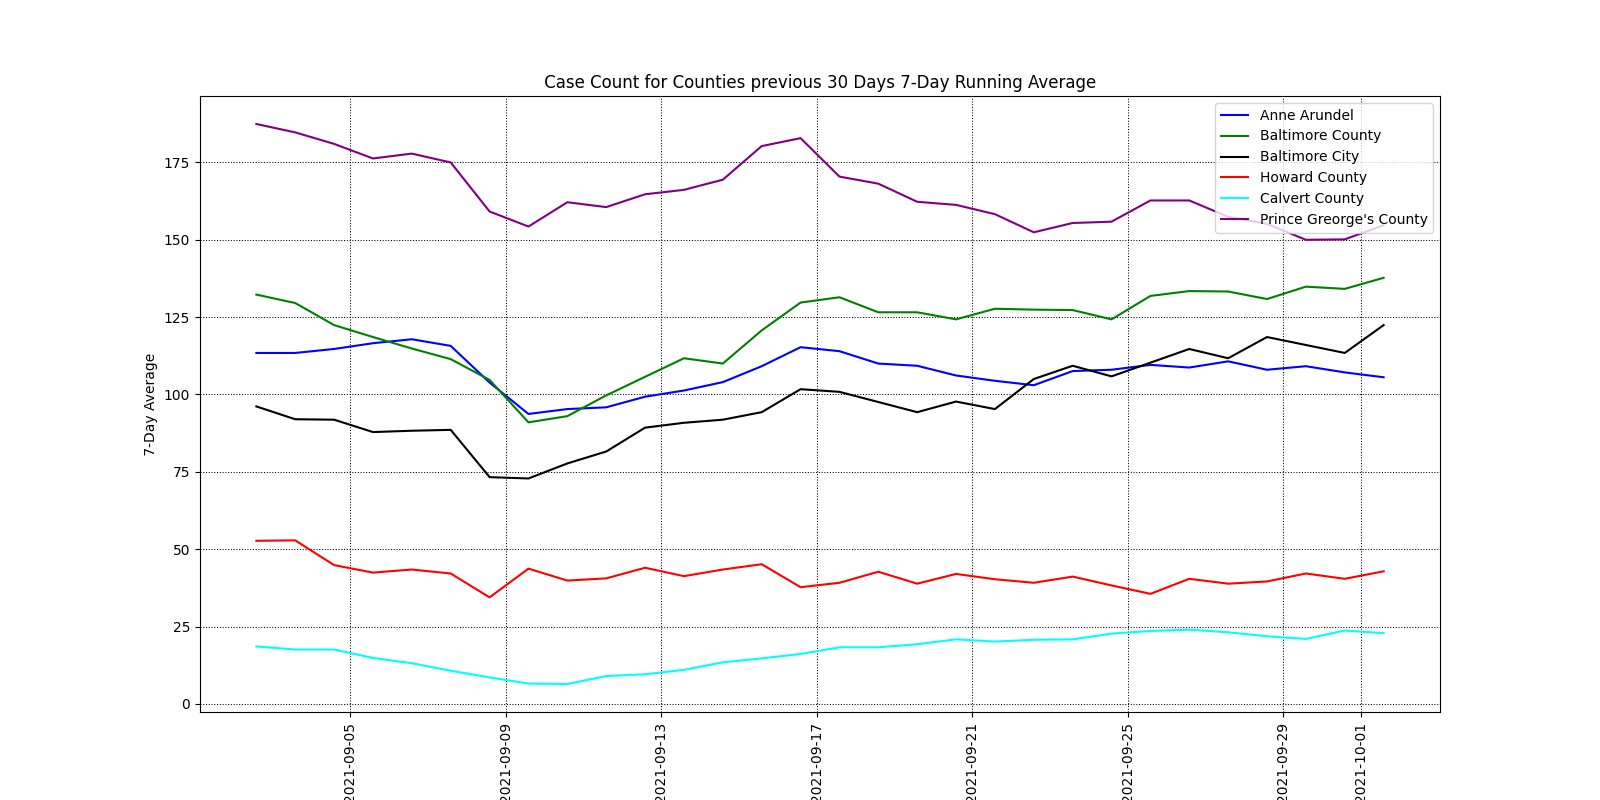 Case Count for Counties previous 30 Days 7-Day Running Average
Anne Arundel
Baltimore County
Baltimore City
Howard County
Calvert County
Prince Greorge's County
7-Day Average
175
150
125
100
75
50
25
0
2021-09-05
2021-09-09
2021-09-13
2021-09-17
2021-09-21
2021-09-25
2021-09-29
2021-10-01